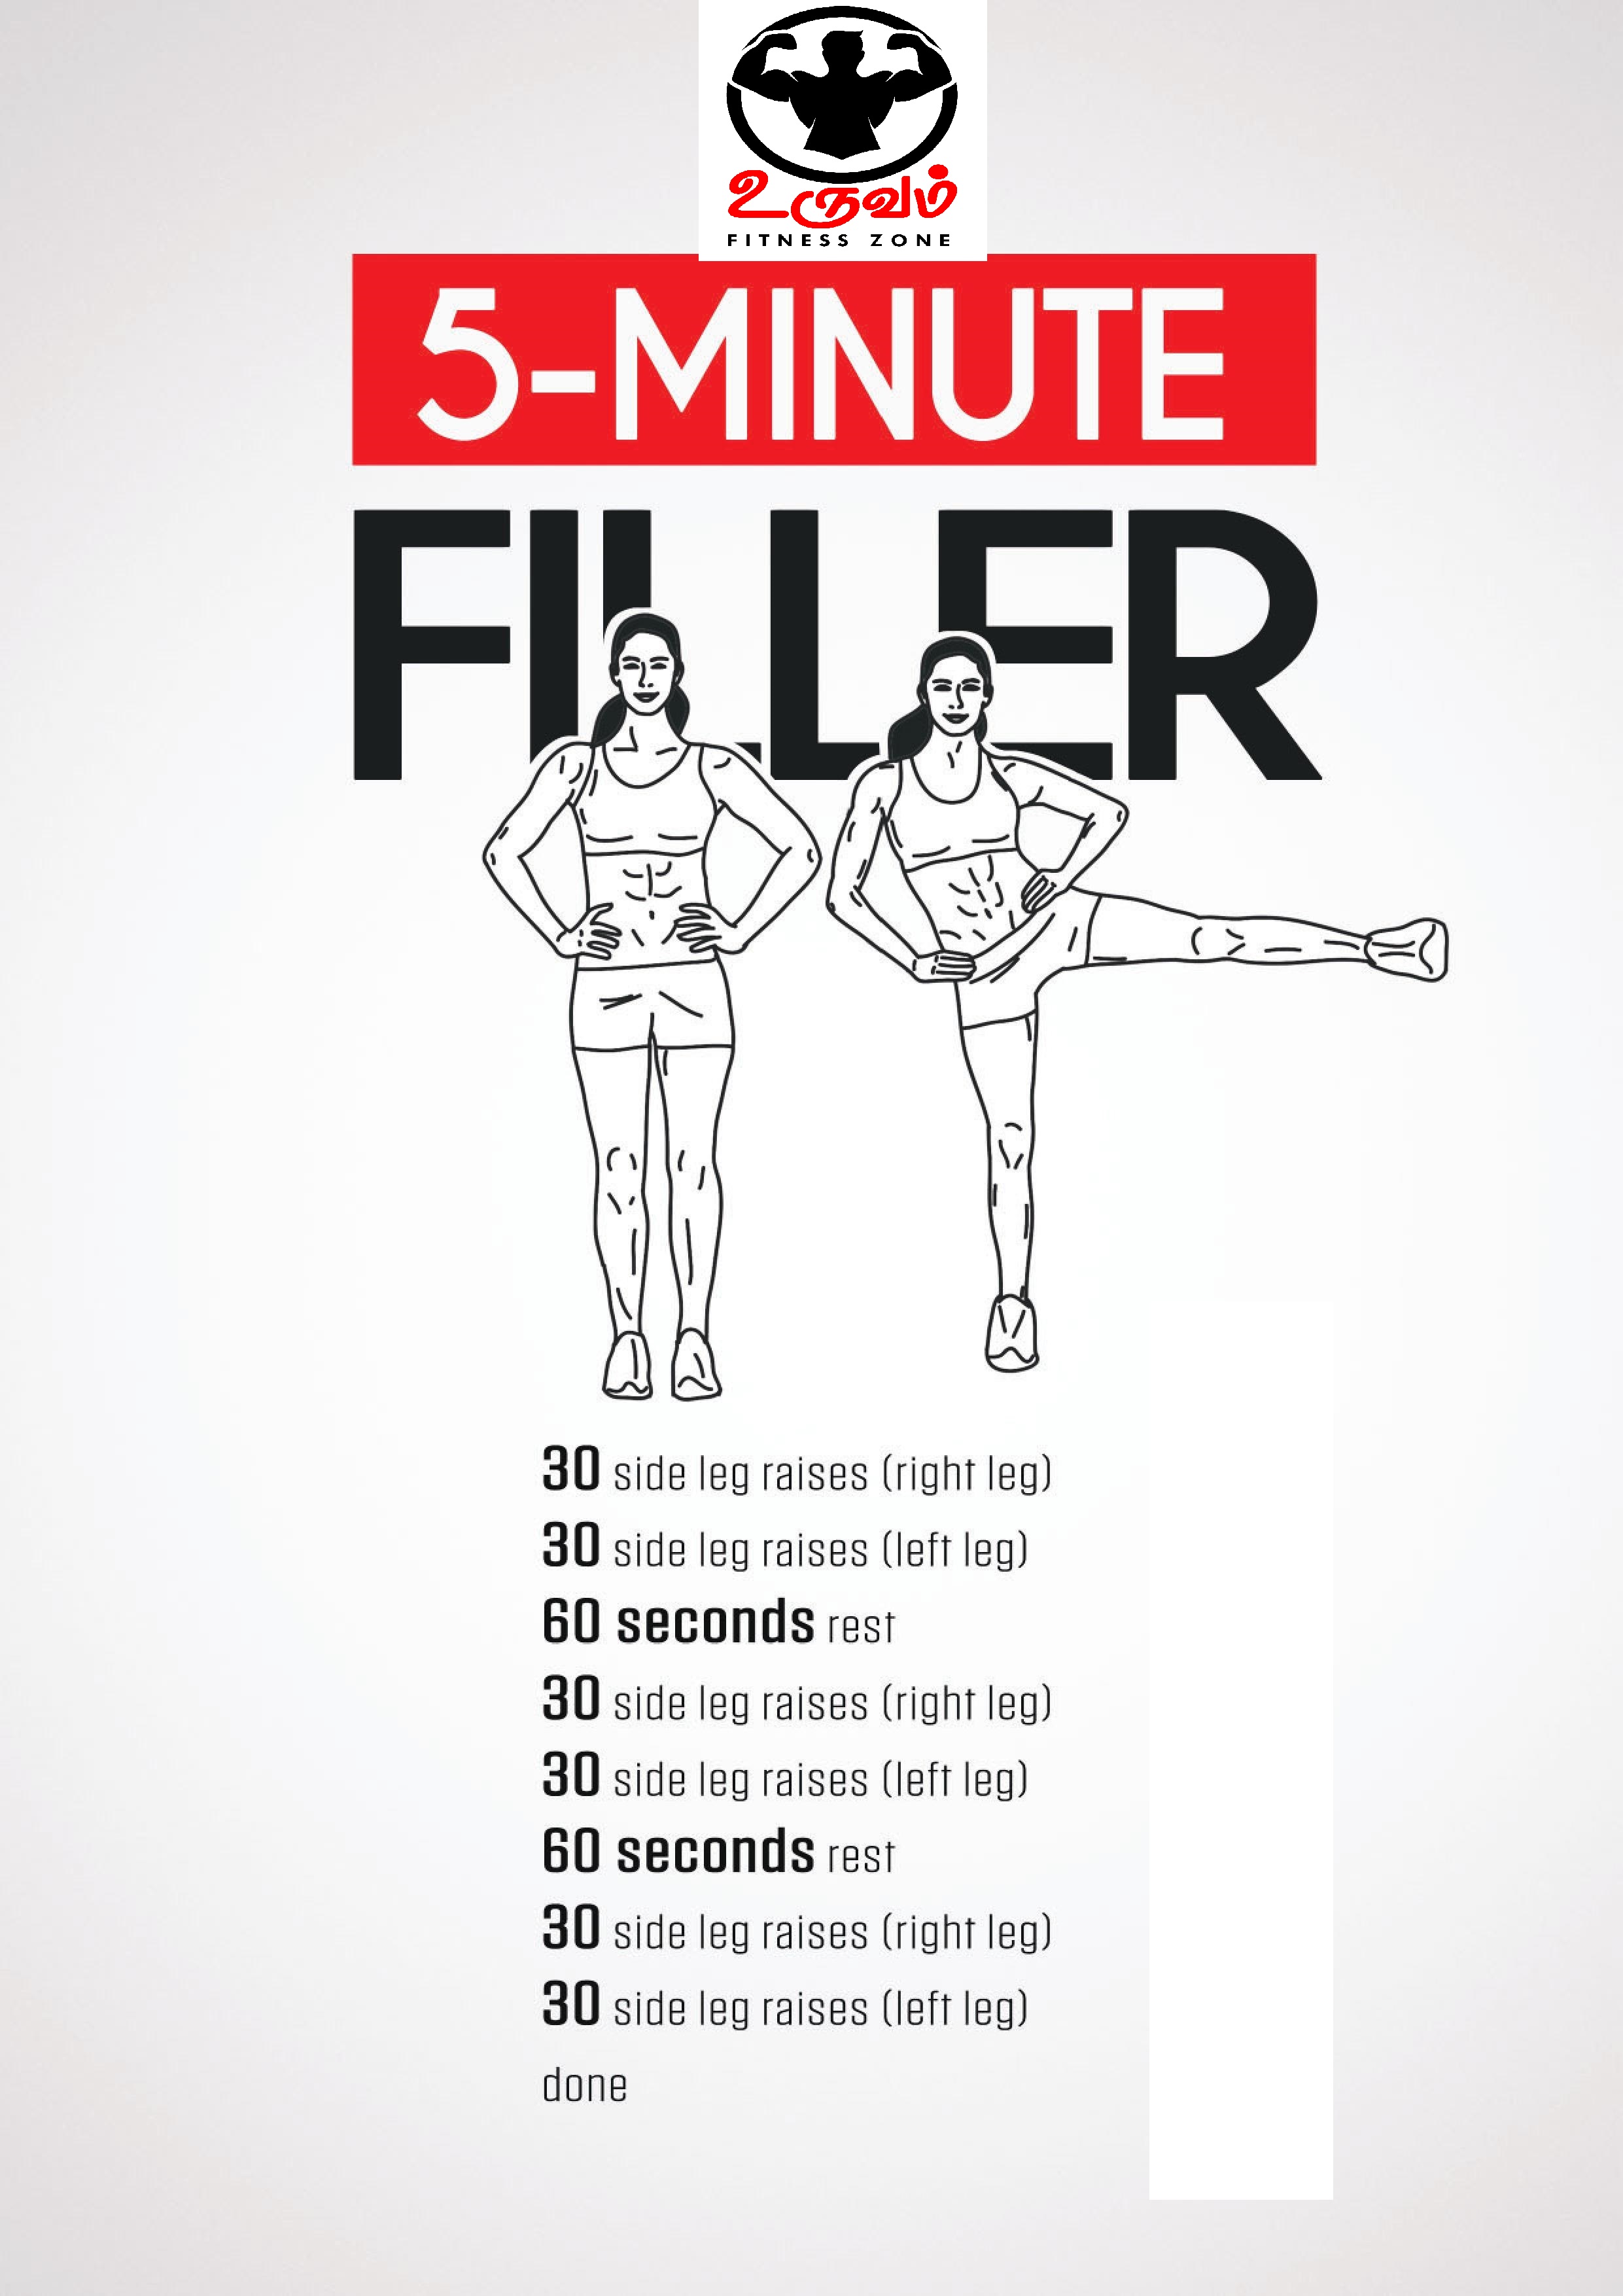 உருவம்
FITNESS ZONE
5-MINUTE
FILLER
30 side leg raises (right leg)
30 side leg raises (left leg)
60 seconds rest
30 side leg raises (right leg)
30 side leg raises (left leg)
60 seconds rest
30 side leg raises (right leg)
30 side leg raises (left leg)
done